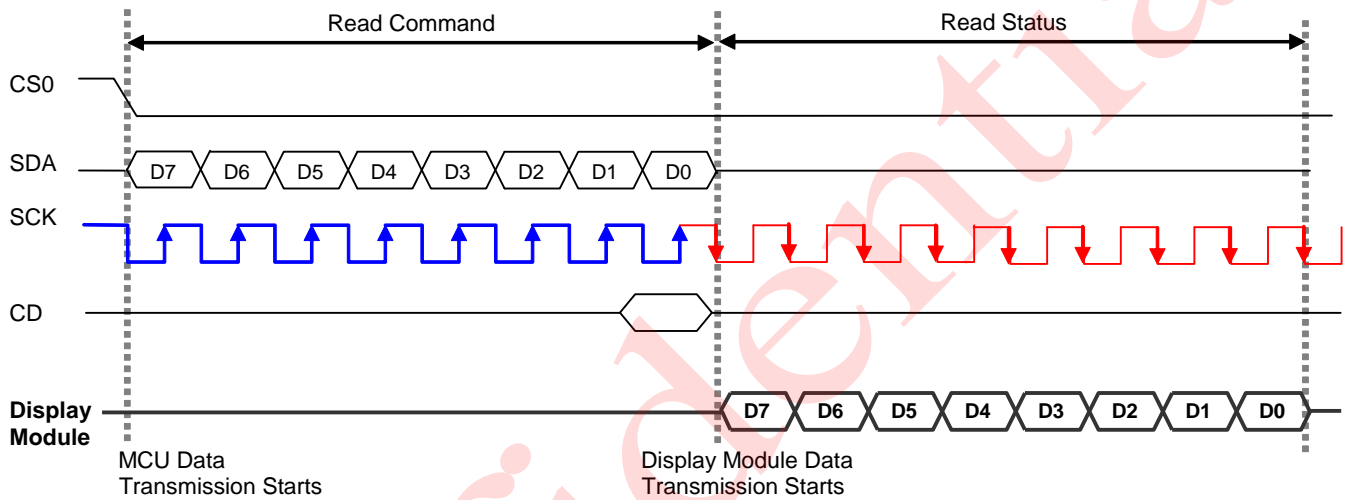 Read Command
Read Status
CS0
SDA
D7 D6 D5 D4 D3 D2 D1 D0
SCK
CD
Display
Module
D7 D6 D5 D4 D3 D2 D1 D0
MCU Data
Transmission Starts
Display Module Data
Transmission Starts